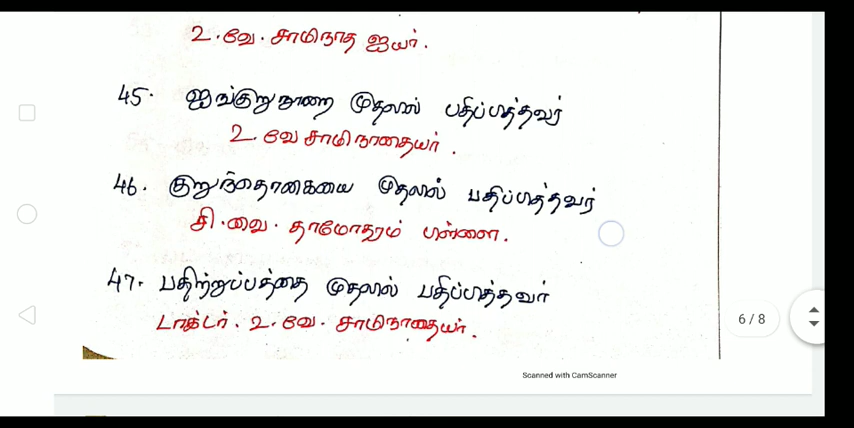 உ.வே.சாமிநாத ஐயர்.
45. ஐங்குறுநூறை முதலில் பதிப்பித்தவர்
உ.வே சாமிநாதையர்.
46. குறுந்தொகையை முதலில் பதிப்பித்தவர்
சி.வை.தாமோதரம் பிள்ளை.
47. பதிற்றுப்பத்தை முதலில் பதிப்பித்தவர்
டாக்டர்.உ.வே.சாமிநாதையர்.
6 / 8
Scanned with CamScanner